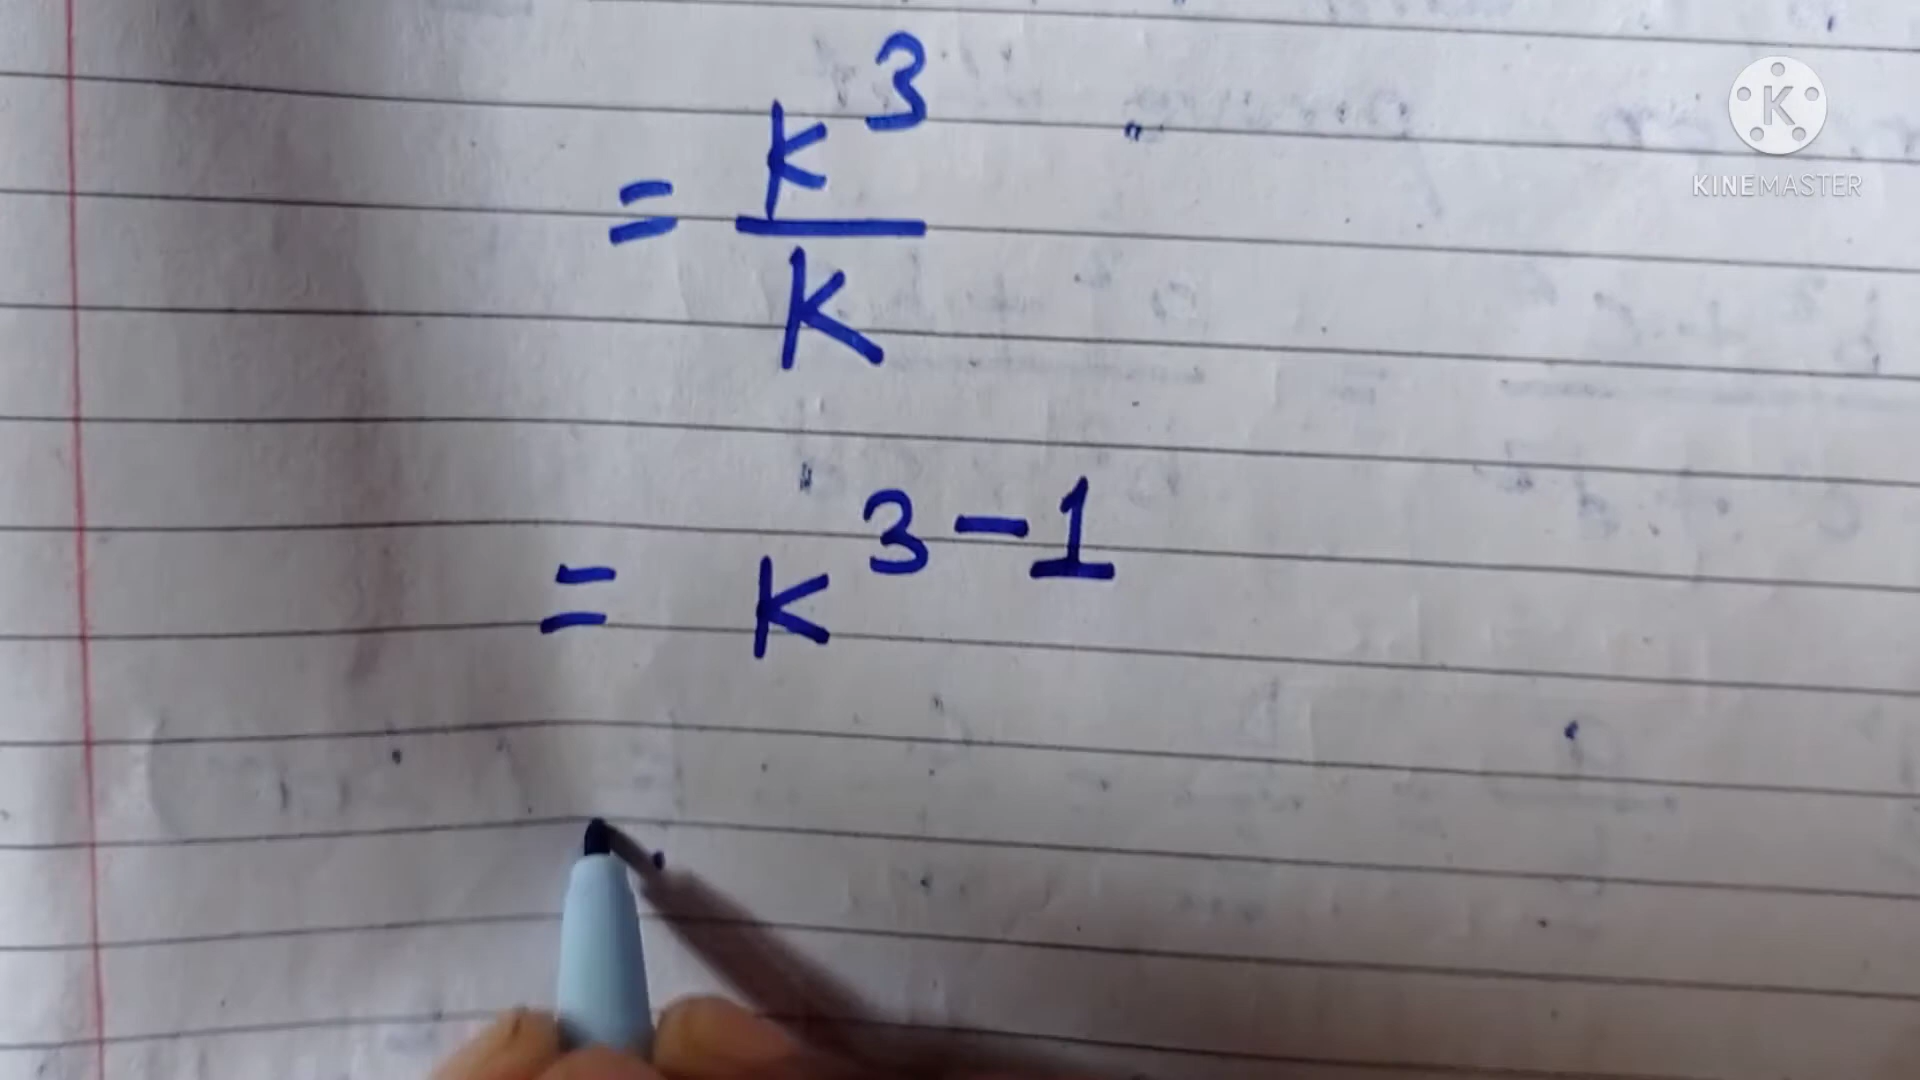 = K³
K
= K³⁻¹
K
KINEMASTER